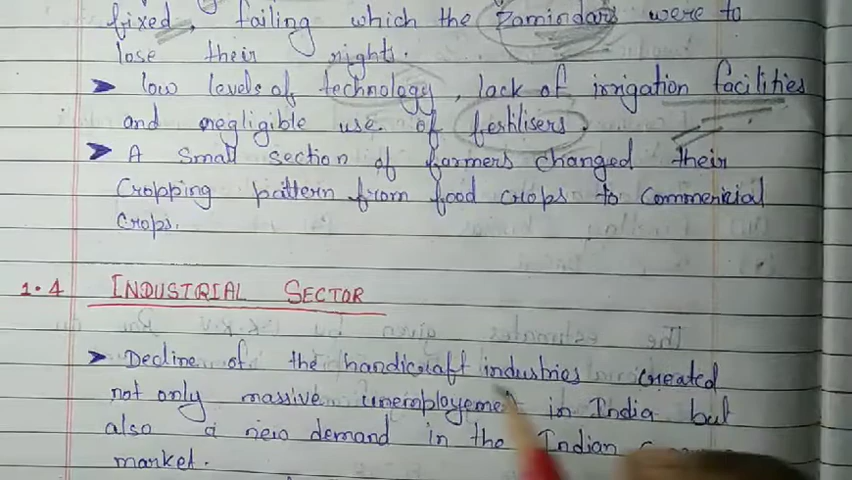 fixed, failing which the Zamindars were to
lose their rights.
➤ low levels of technology, lack of irrigation facilities
and negligible use of fertilisers.
➤ A small section of farmers changed their
Cropping pattern from food crops to Commenicial
Crops.
1.4 INDUSTRIAL SECTOR
➤ Decline of the handicraft industries created
not only massive unemployement in India but
also a new demand in the Indian
market.